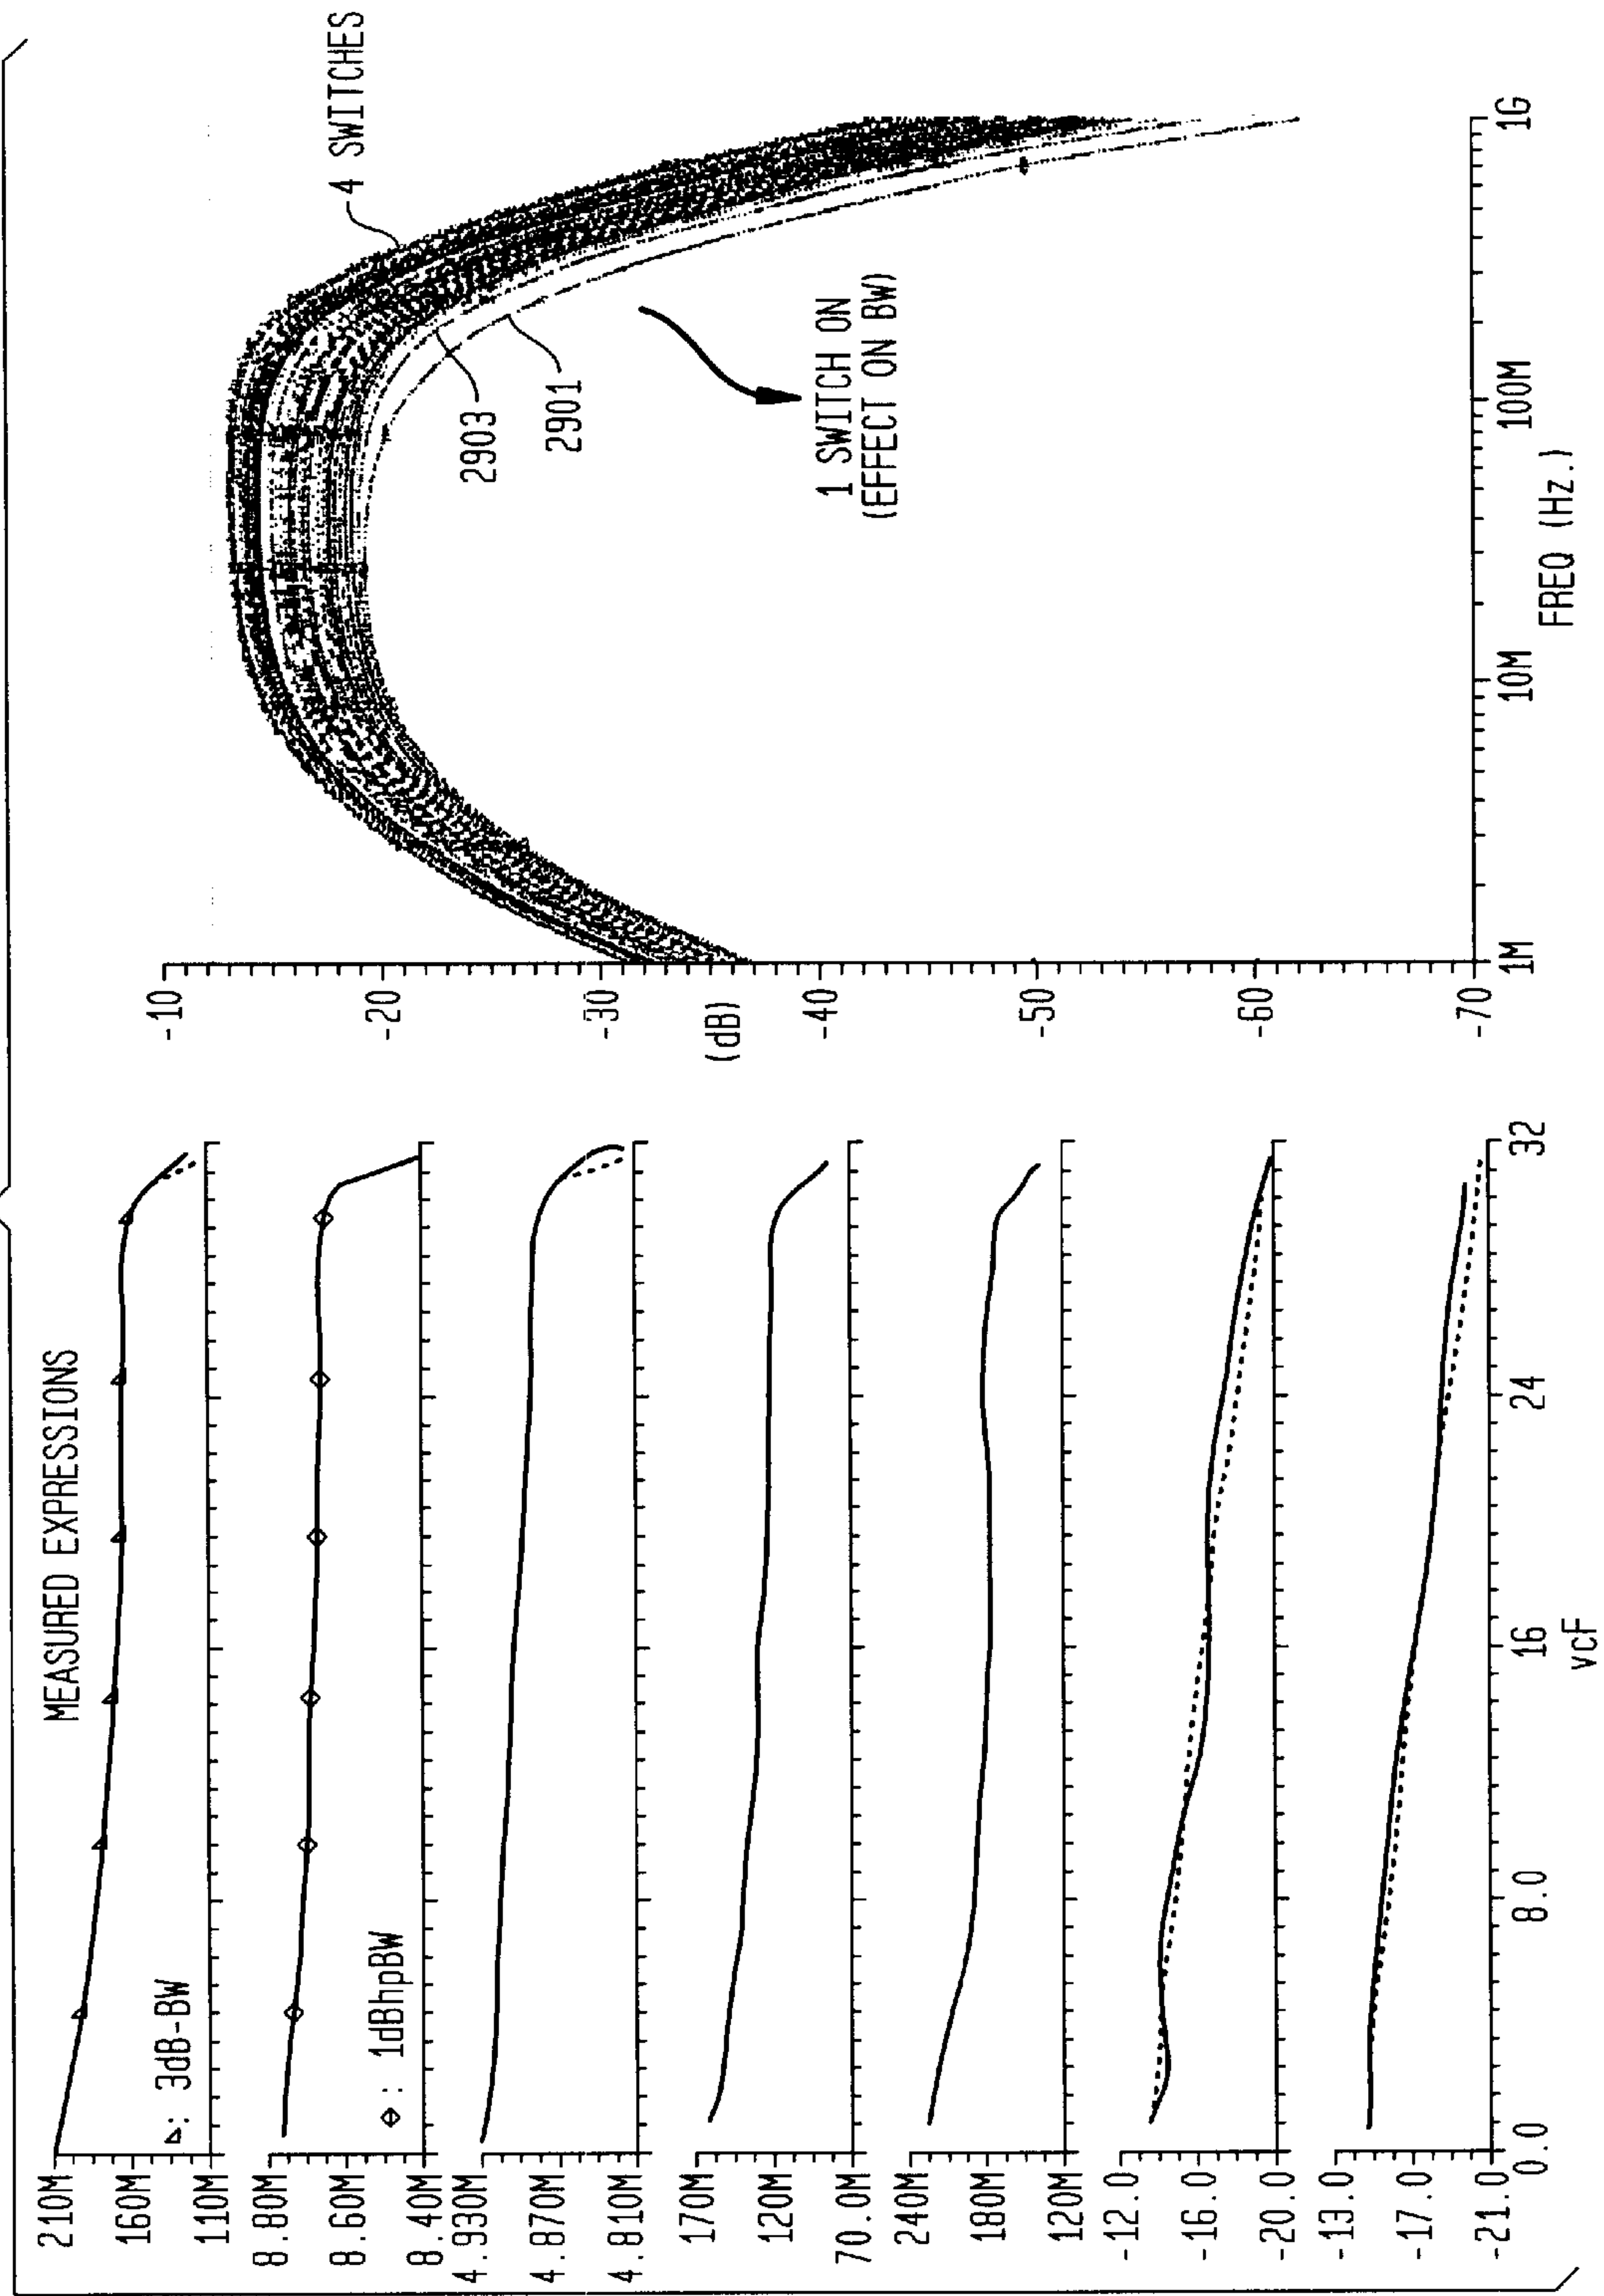 MEASURED EXPRESSIONS
210M
160M
110M
: 3dB-BW
8.80M
8.60M
8.40M
: 1dBhpBW
4.930M
4.870M
4.810M
170M
120M
70.0M
240M
180M
120M
-12.0
-16.0
-20.0
-13.0
-17.0
-21.0
0.0
8.0
16
24
32
vcF
-10
-20
-30
(dB)
-40
-50
-60
-70
1M
10M
100M
1G
FREQ (Hz.)
4 SWITCHES
2903
2901
1 SWITCH ON
(EFFECT ON BW)